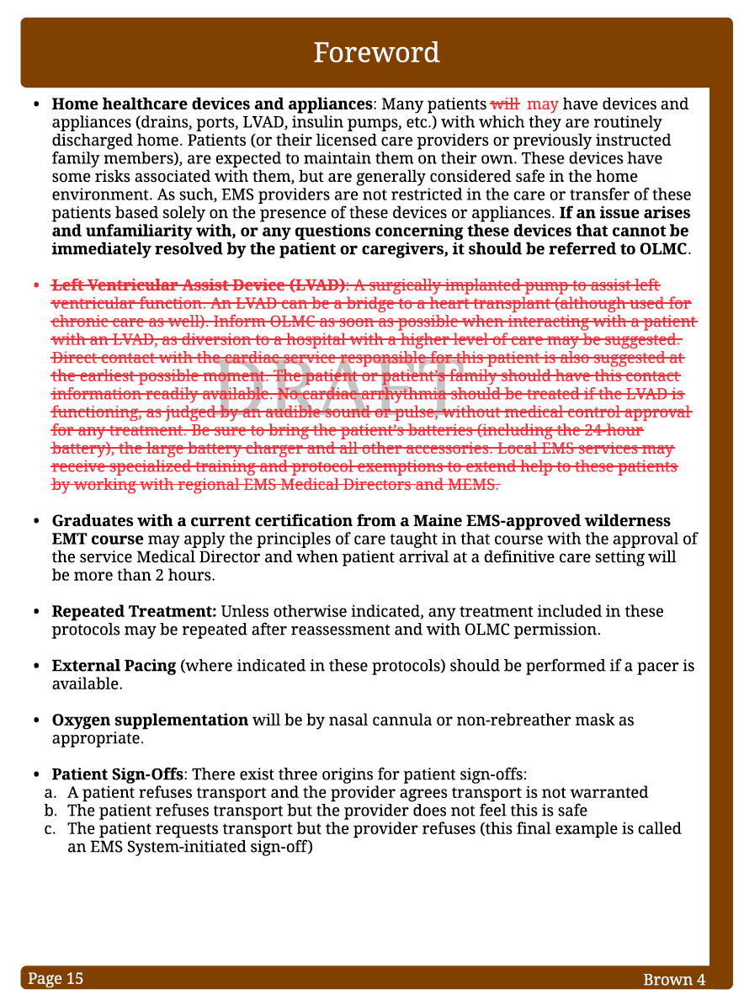 Foreword
• Home healthcare devices and appliances: Many patients will may have devices and
appliances (drains, ports, LVAD, insulin pumps, etc.) with which they are routinely
discharged home. Patients (or their licensed care providers or previously instructed
family members), are expected to maintain them on their own. These devices have
some risks associated with them, but are generally considered safe in the home
environment. As such, EMS providers are not restricted in the care or transfer of these
patients based solely on the presence of these devices or appliances. If an issue arises
and unfamiliarity with, or any questions concerning these devices that cannot be
immediately resolved by the patient or caregivers, it should be referred to OLMC.
• Left Ventricular Assist Device (LVAD): A surgically implanted pump to assist left
ventricular function. An LVAD can be a bridge to a heart transplant (although used for
chronic care as well). Inform OLMC as soon as possible when interacting with a patient
with an LVAD, as diversion to a hospital with a higher level of care may be suggested.
Direct contact with the cardiac service responsible for this patient is also suggested at
the earliest possible moment. The patient or patient's family should have this contact
information readily available. No cardiac arrhythmia should be treated if the LVAD is
functioning, as judged by an audible sound or pulse, without medical control approval
for any treatment. Be sure to bring the patient's batteries (including the 24-hour
battery), the large battery charger and all other accessories. Local EMS services may
receive specialized training and protocol exemptions to extend help to these patients
by working with regional EMS Medical Directors and MEMS.
DRAFT
• Graduates with a current certification from a Maine EMS-approved wilderness
EMT course may apply the principles of care taught in that course with the approval of
the service Medical Director and when patient arrival at a definitive care setting will
be more than 2 hours.
• Repeated Treatment: Unless otherwise indicated, any treatment included in these
protocols may be repeated after reassessment and with OLMC permission.
• External Pacing (where indicated in these protocols) should be performed if a pacer is
available.
• Oxygen supplementation will be by nasal cannula or non-rebreather mask as
appropriate.
• Patient Sign-Offs: There exist three origins for patient sign-offs:
a. A patient refuses transport and the provider agrees transport is not warranted
b. The patient refuses transport but the provider does not feel this is safe
c. The patient requests transport but the provider refuses (this final example is called
an EMS System-initiated sign-off)
Page 15
Brown 4